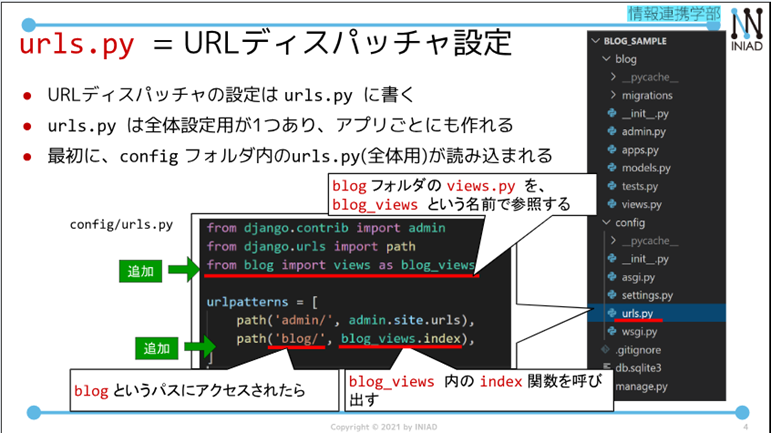 情報連携学部
INIAD
urls.py = URLディスパッチャ設定
● URLディスパッチャの設定は urls.py に書く
● urls.py は全体設定用が1つあり、アプリごとにも作れる
● 最初に、config フォルダ内のurls.py(全体用)が読み込まれる
blog フォルダの views.py を、
blog_views という名前で参照する
config/urls.py
from django.contrib import admin
from django.urls import path
from blog import views as blog_views
追加
urlpatterns = [
path('admin/', admin.site.urls),
path('blog/', blog_views.index),
]
追加
blog というパスにアクセスされたら
blog_views 内の index 関数を呼び
出す
BLOG_SAMPLE
blog
__pycache__
migrations
__init__.py
admin.py
apps.py
models.py
tests.py
views.py
config
__pycache__
__init__.py
asgi.py
settings.py
urls.py
wsgi.py
.gitignore
db.sqlite3
manage.py
Copyright © 2021 by INIAD
4